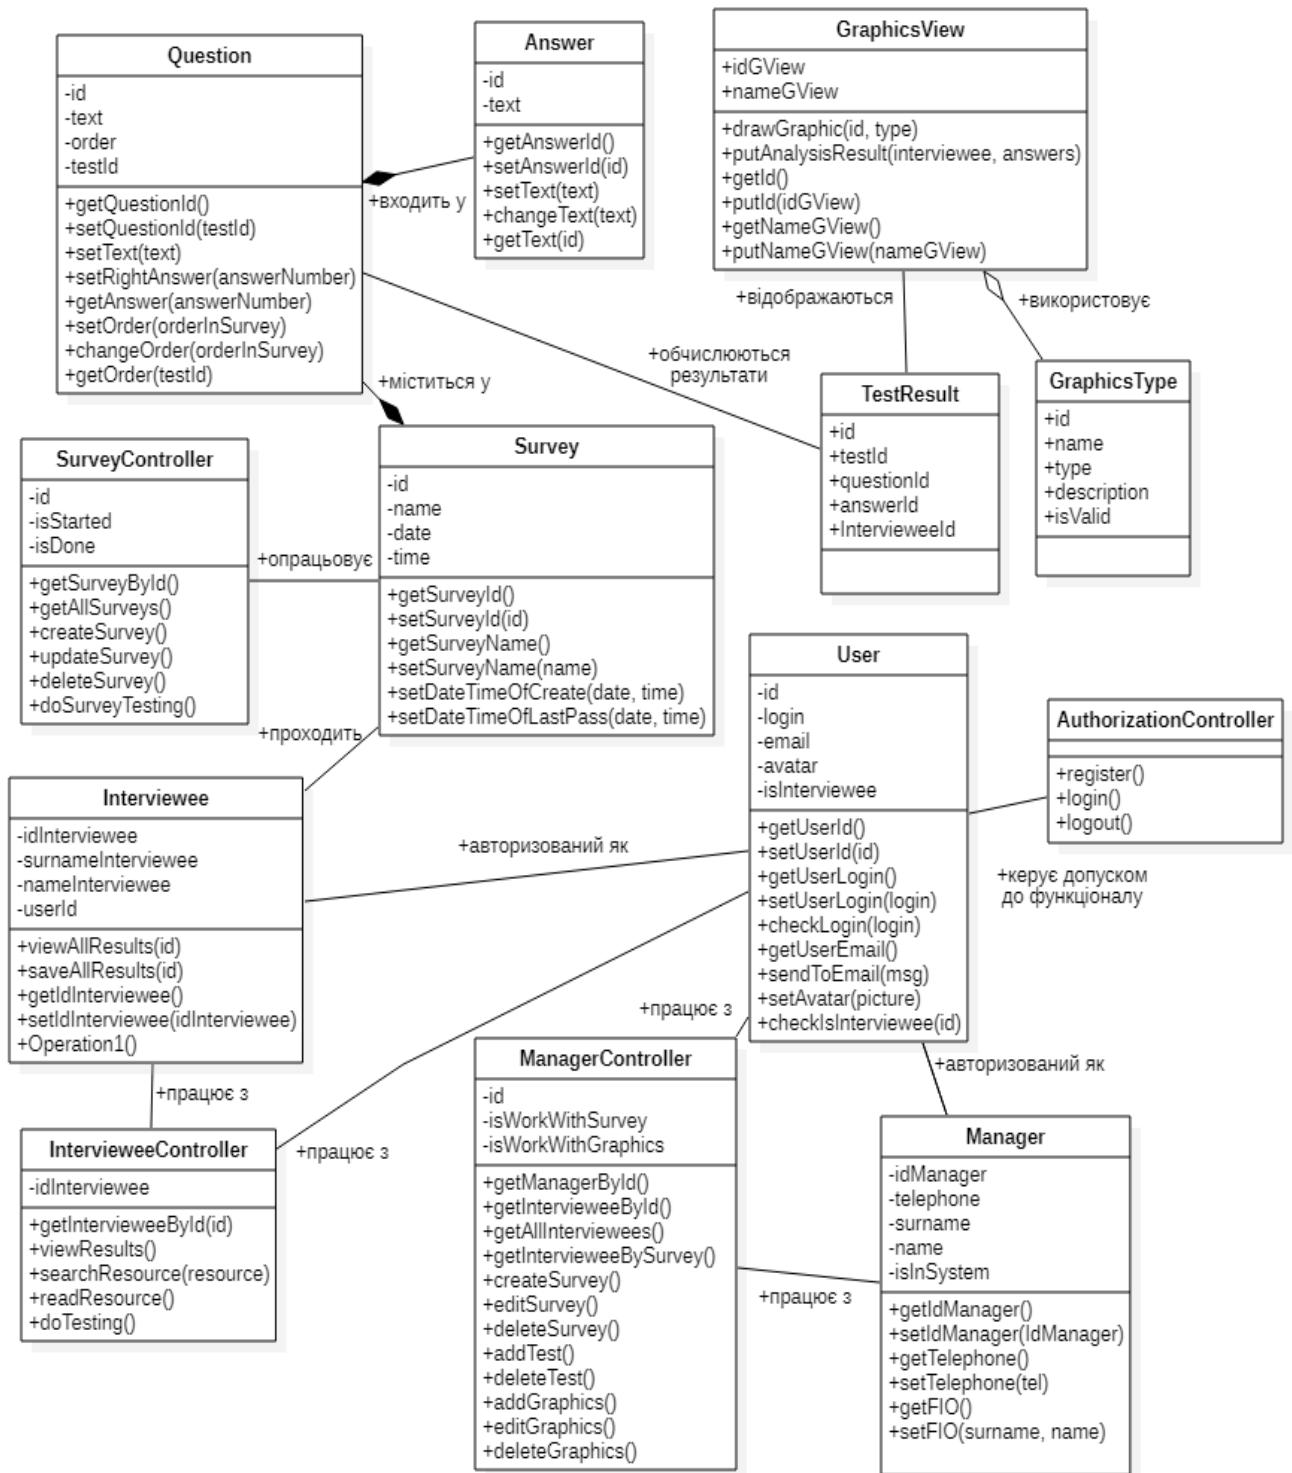 Question
-id
-text
-order
-testId
+getQuestionId()
+setQuestionId(testId)
+setText(text)
+setRightAnswer(answerNumber)
+getAnswer(answerNumber)
+setOrder(orderInSurvey)
+changeOrder(orderInSurvey)
+getOrder(testId)
+входить у
Answer
-id
-text
+getAnswerId()
+setAnswerId(id)
+setText(text)
+changeText(text)
+getText(id)
GraphicsView
+idGView
+nameGView
+drawGraphic(id, type)
+putAnalysisResult(interviewee, answers)
+getId()
+putId(idGView)
+getNameGView()
+putNameGView(nameGView)
+відображаються
+використовує
+обчислюються
результати
+міститься у
TestResult
+id
+testId
+questionId
+answerId
+IntervieweeId
GraphicsType
+id
+name
+type
+description
+isValid
SurveyController
-id
-isStarted
-isDone
+getSurveyById()
+getAllSurveys()
+createSurvey()
+updateSurvey()
+deleteSurvey()
+doSurveyTesting()
+опрацьовує
Survey
-id
-name
-date
-time
+getSurveyId()
+setSurveyId(id)
+getSurveyName()
+setSurveyName(name)
+setDateTimeOfCreate(date, time)
+setDateTimeOfLastPass(date, time)
+проходить
User
-id
-login
-email
-avatar
-isInterviewee
+getUserId()
+setUserId(id)
+getUserLogin()
+setUserLogin(login)
+checkLogin(login)
+getUserEmail()
+sendToEmail(msg)
+setAvatar(picture)
+checkIsInterviewee(id)
AuthorizationController
+register()
+login()
+logout()
+керує допуском
до функціоналу
Interviewee
-idInterviewee
-surnameInterviewee
-nameInterviewee
-userId
+viewAllResults(id)
+saveAllResults(id)
+getIdInterviewee()
+setIdInterviewee(idInterviewee)
+Operation1()
+авторизований як
+працює з
+працює з
+авторизований як
IntervieweeController
-idInterviewee
+getIntervieweeById(id)
+viewResults()
+searchResource(resource)
+readResource()
+doTesting()
+працює з
ManagerController
-id
-isWorkWithSurvey
-isWorkWithGraphics
+getManagerById()
+getIntervieweeById()
+getAllInterviewees()
+getIntervieweeBySurvey()
+createSurvey()
+editSurvey()
+deleteSurvey()
+addTest()
+deleteTest()
+addGraphics()
+editGraphics()
+deleteGraphics()
+працює з
Manager
-idManager
-telephone
-surname
-name
-isInSystem
+getIdManager()
+setIdManager(IdManager)
+getTelephone()
+setTelephone(tel)
+getFIO()
+setFIO(surname, name)